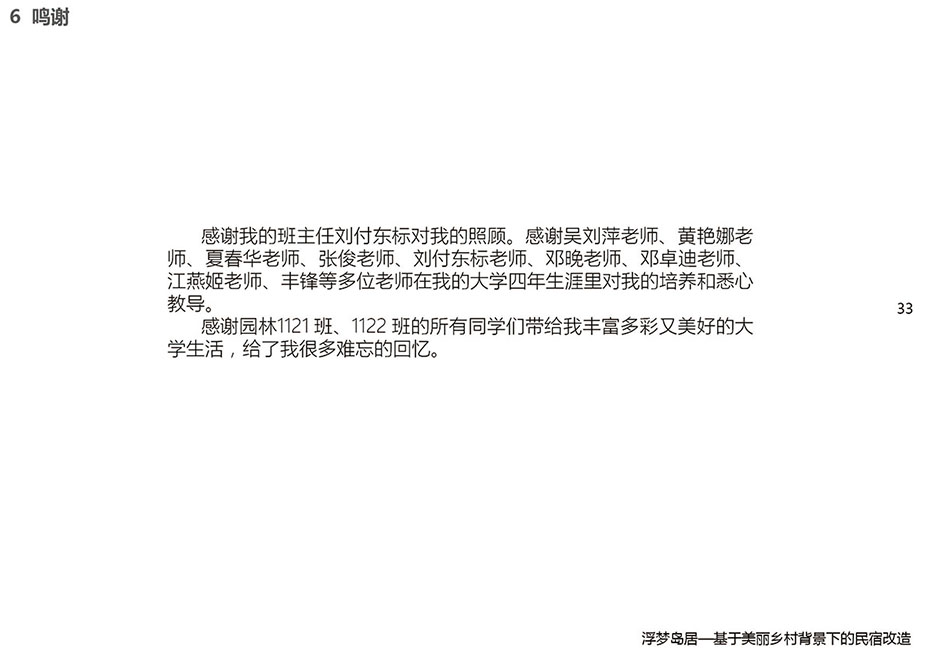 6 鸣谢
感谢我的班主任刘付东标对我的照顾。感谢吴刘萍老师、黄艳娜老
师、夏春华老师、张俊老师、刘付东标老师、邓晚老师、邓卓迪老师、
江燕姬老师、丰锋等多位老师在我的大学四年生涯里对我的培养和悉心
教导。
感谢园林1121 班、1122 班的所有同学们带给我丰富多彩又美好的大
学生活，给了我很多难忘的回忆。
33
浮梦岛居—基于美丽乡村背景下的民宿改造